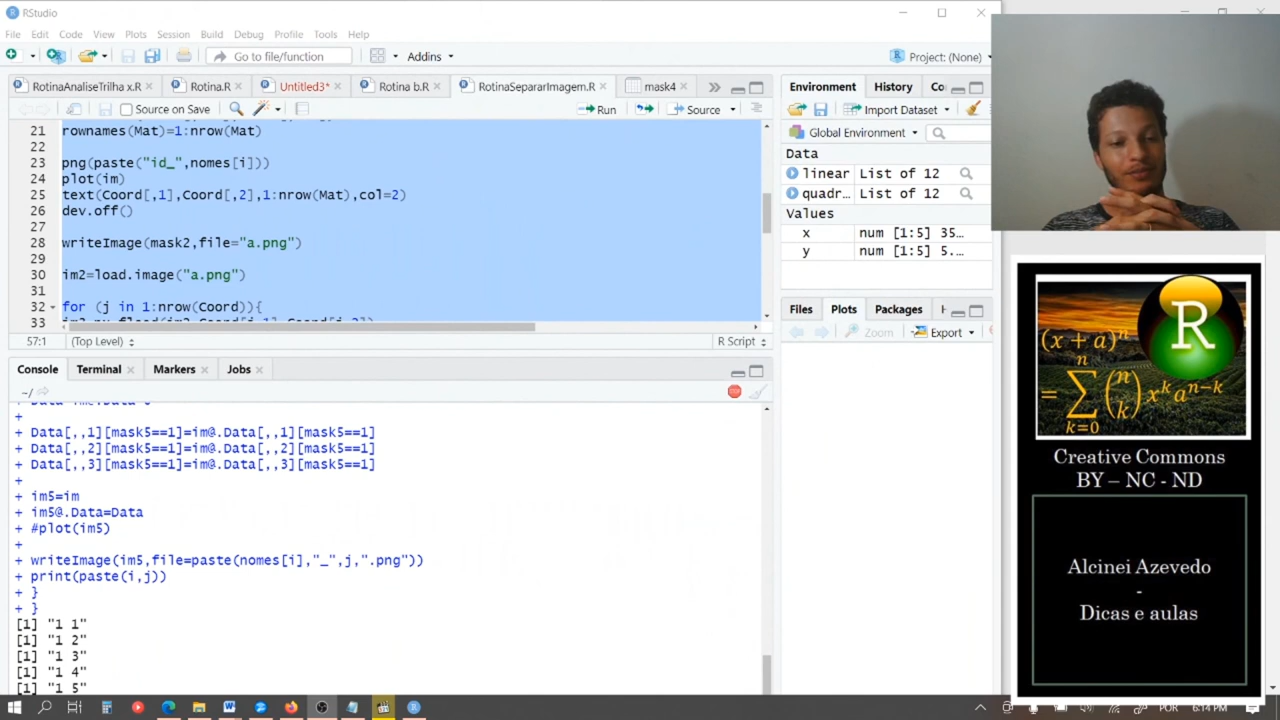 RStudio
File Edit Code View Plots Session Build Debug Profile Tools Help
Go to file/function
Addins
Project: (None)
RotinaAnaliseTrilha x.R
Rotina.R
Untitled3*
Rotina b.R
RotinaSepararImagem.R
mask4
Source on Save
Run
Source
21 rownames(Mat)=1:nrow(Mat)
22
23 png(paste("id_",nomes[i]))
24 plot(im)
25 text(Coord[,1],Coord[,2],1:nrow(Mat),col=2)
26 dev.off()
27
28 writeImage(mask2,file="a.png")
29
30 im2=load.image("a.png")
31
32 for (j in 1:nrow(Coord)){
33
57:1 (Top Level) R Script
Console Terminal Markers Jobs
~/
+
+ Data[,,1][mask5==1]=im@.Data[,,1][mask5==1]
+ Data[,,2][mask5==1]=im@.Data[,,2][mask5==1]
+ Data[,,3][mask5==1]=im@.Data[,,3][mask5==1]
+
+ im5=im
+ im5@.Data=Data
+ #plot(im5)
+
+ writeImage(im5,file=paste(nomes[i],"_",j,".png"))
+ print(paste(i,j))
+ }
+ }
[1] "1 1"
[1] "1 2"
[1] "1 3"
[1] "1 4"
[1] "1 5"
Environment History Co
Import Dataset
Global Environment
Data
linear List of 12
quadr… List of 12
Values
x num [1:5] 35…
y num [1:5] 5.…
Files Plots Packages H
Zoom Export
R
(x + a)^n
= ∑ n k=0 (n k) x^k a^n−k
Creative Commons
BY – NC - ND
Alcinei Azevedo
-
Dicas e aulas
POR 6:14 PM